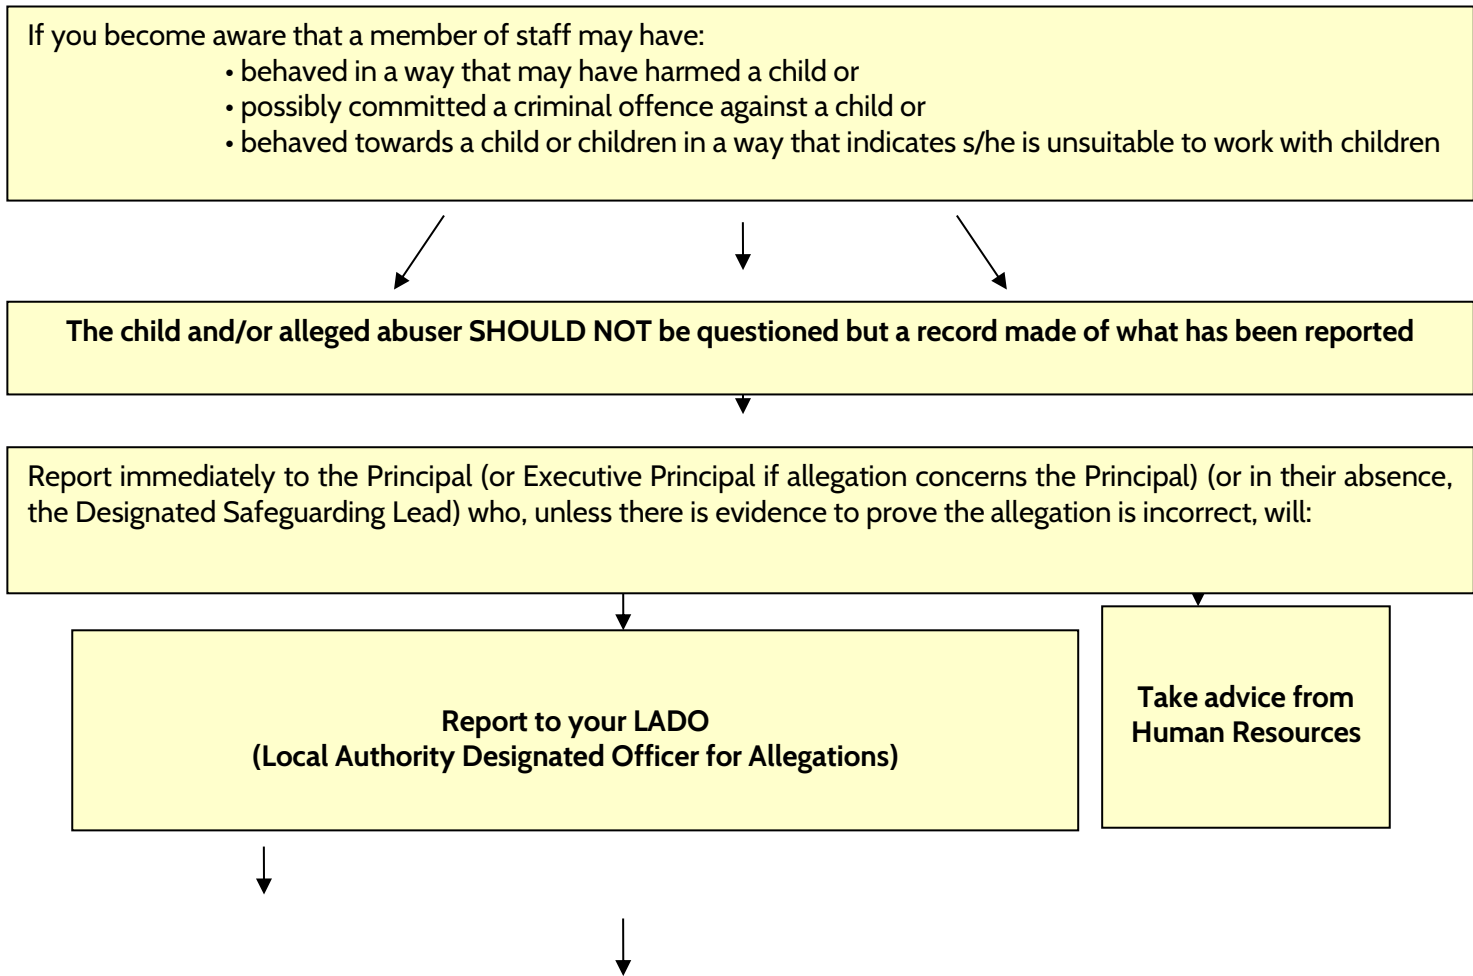 If you become aware that a member of staff may have:
• behaved in a way that may have harmed a child or
• possibly committed a criminal offence against a child or
• behaved towards a child or children in a way that indicates s/he is unsuitable to work with children
The child and/or alleged abuser SHOULD NOT be questioned but a record made of what has been reported
Report immediately to the Principal (or Executive Principal if allegation concerns the Principal) (or in their absence,
the Designated Safeguarding Lead) who, unless there is evidence to prove the allegation is incorrect, will:
Report to your LADO
(Local Authority Designated Officer for Allegations)
Take advice from
Human Resources